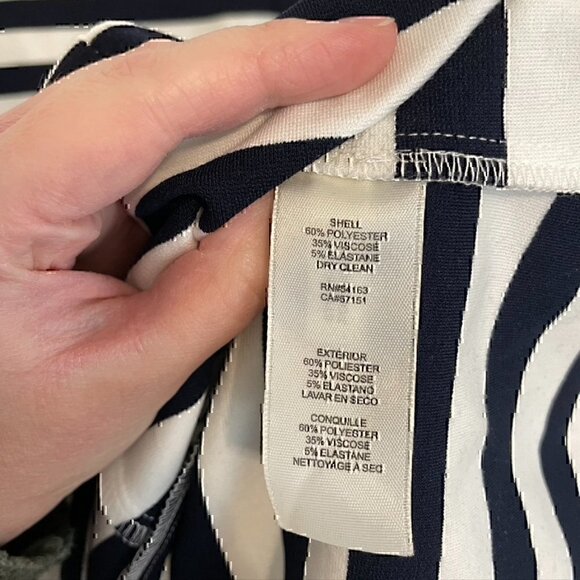 SHELL
60% POLYESTER
35% VISCOSE
5% ELASTANE
DRY CLEAN
RN#54163
CA#57151
EXTERIOR
60% POLIESTER
35% VISCOSE
5% ELASTANO
LAVAR EN SECO
CONQUILLE
60% POLYESTER
35% VISCOSE
5% ELASTANE
NETTOYAGE À SEC